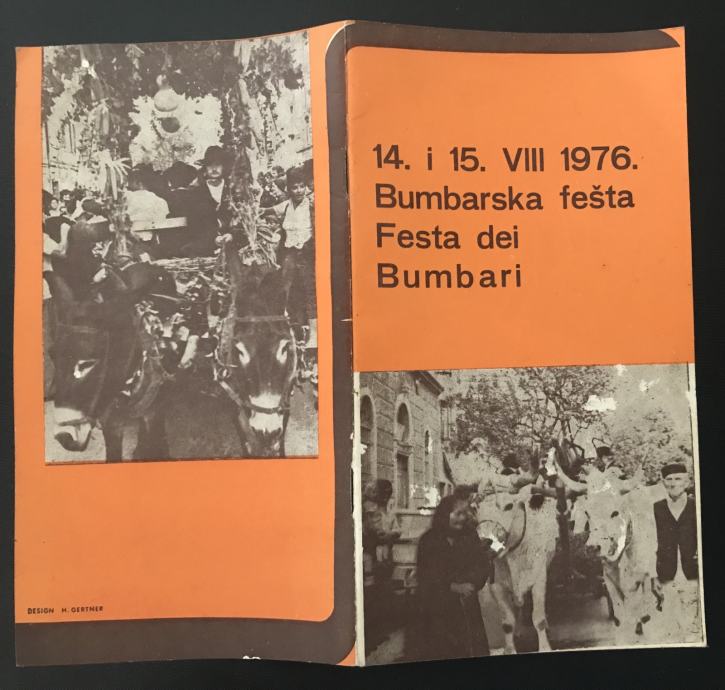 14. i 15. VIII 1976.
Bumbarska fešta
Festa dei
Bumbari
DESIGN H. GERTNER